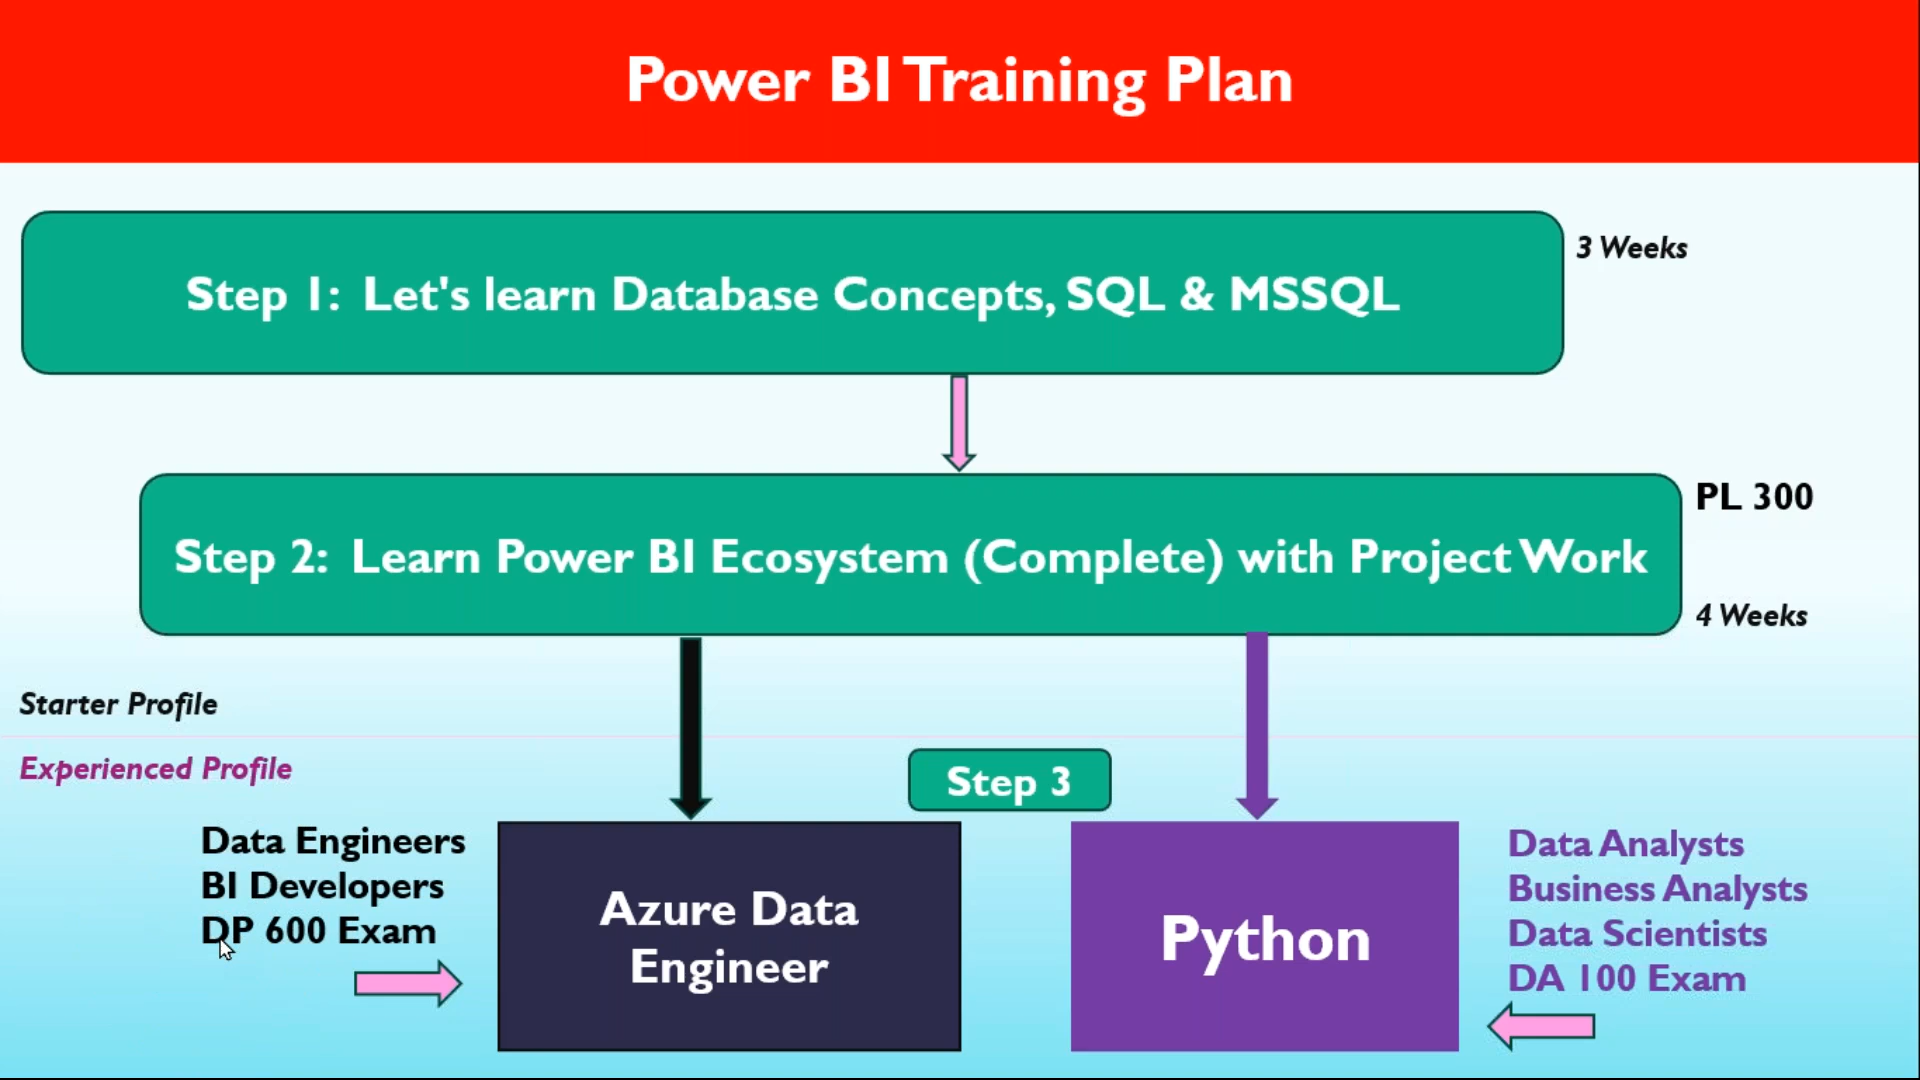 Power BI Training Plan
Step 1: Let's learn Database Concepts, SQL & MSSQL
3 Weeks
Step 2: Learn Power BI Ecosystem (Complete) with Project Work
PL 300
4 Weeks
Starter Profile
Experienced Profile
Step 3
Data Engineers
BI Developers
DP 600 Exam
Azure Data
Engineer
Python
Data Analysts
Business Analysts
Data Scientists
DA 100 Exam